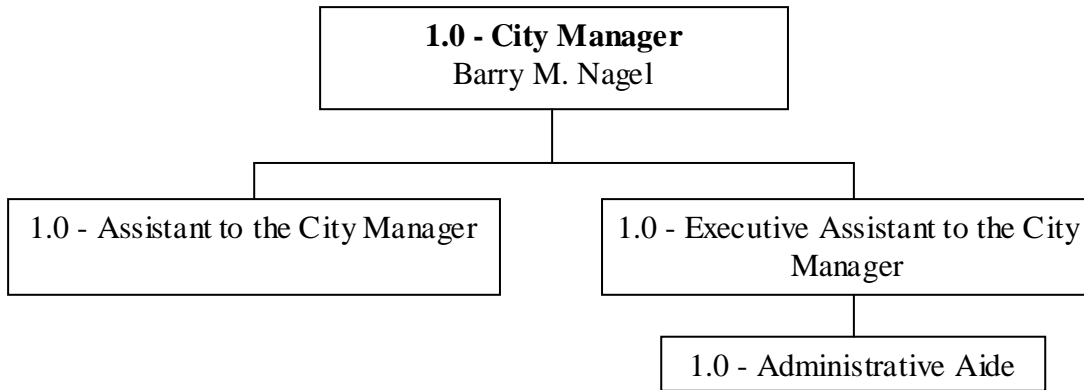 1.0 - City Manager
Barry M. Nagel
1.0 - Assistant to the City Manager
1.0 - Executive Assistant to the City
Manager
1.0 - Administrative Aide